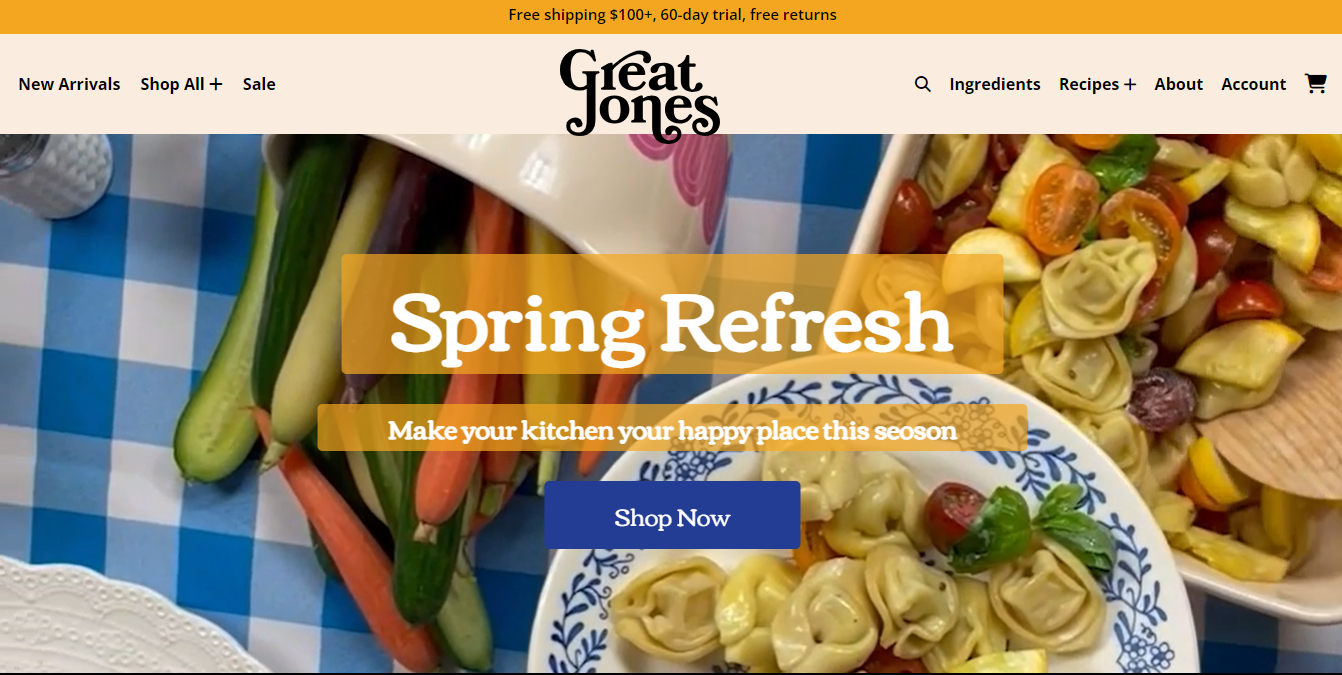 Free shipping $100+, 60-day trial, free returns
New Arrivals Shop All + Sale
Great
Jones
Ingredients Recipes + About Account
Spring Refresh
Make your kitchen your happy place this seoson
Shop Now